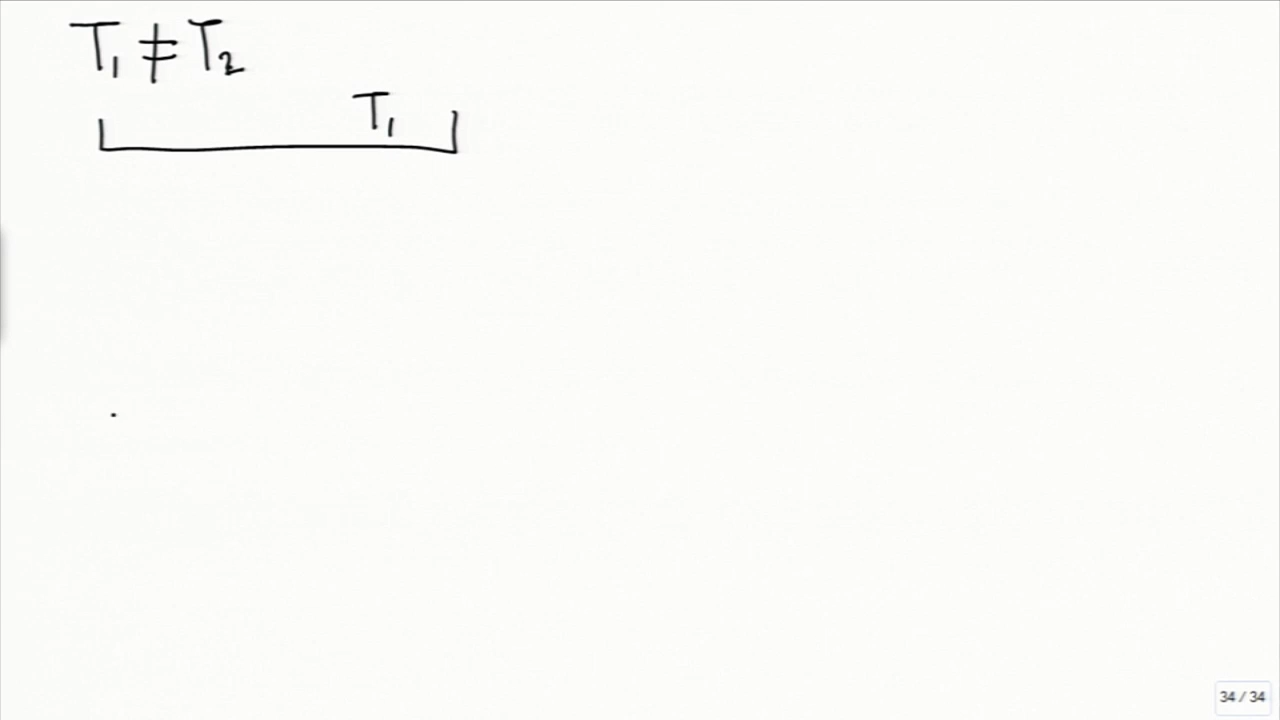 T₁ ≠ T₂
T₁
34 / 34